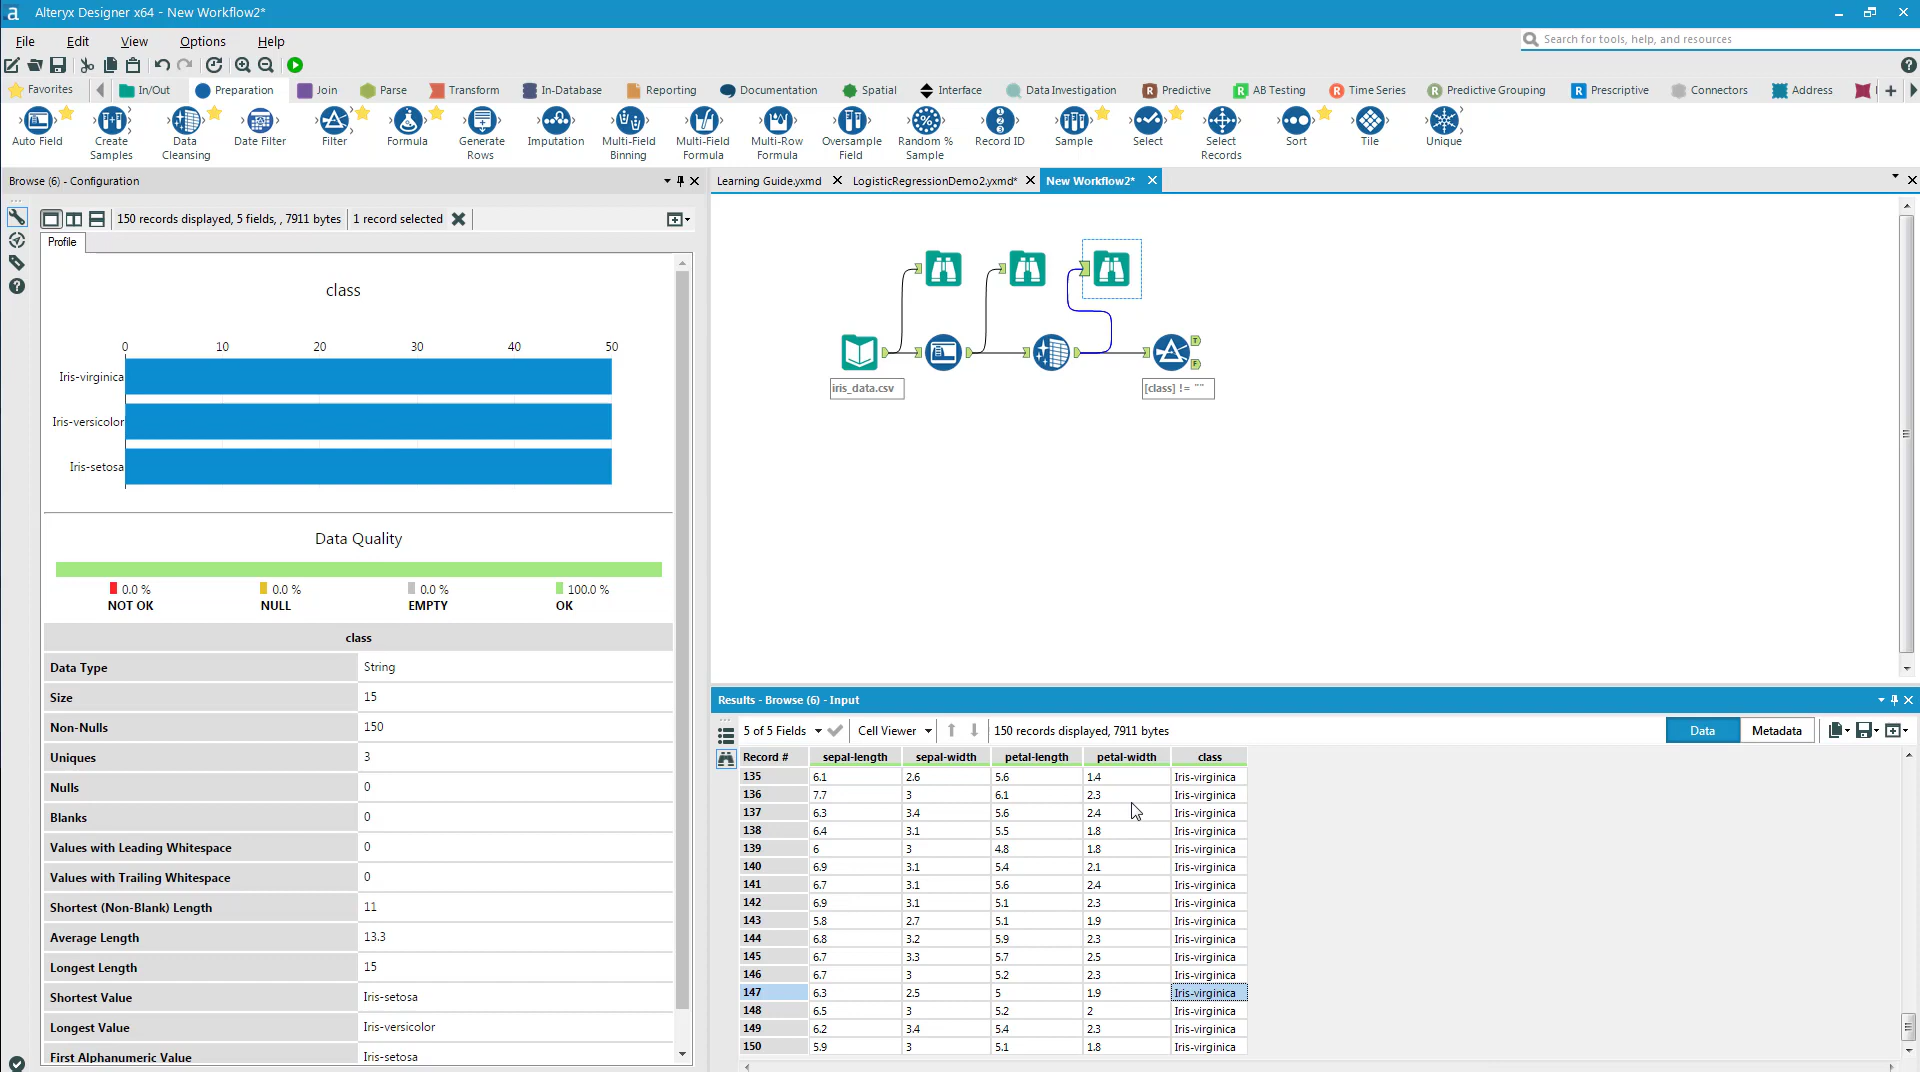 a Alteryx Designer x64 - New Workflow2*
File Edit View Options Help
Search for tools, help, and resources
Favorites In/Out Preparation Join Parse Transform In-Database Reporting Documentation Spatial Interface Data Investigation Predictive AB Testing Time Series Predictive Grouping Prescriptive Connectors Address
Auto Field Create Samples Data Cleansing Date Filter Filter Formula Generate Rows Imputation Multi-Field Binning Multi-Field Formula Multi-Row Formula Oversample Field Random % Sample Record ID Sample Select Select Records Sort Tile Unique
Browse (6) - Configuration
150 records displayed, 5 fields, , 7911 bytes 1 record selected
Profile
class
0 10 20 30 40 50
Iris-virginica
Iris-versicolor
Iris-setosa
Data Quality
0.0 % 0.0 % 0.0 % 100.0 %
NOT OK NULL EMPTY OK
class
Data Type String
Size 15
Non-Nulls 150
Uniques 3
Nulls 0
Blanks 0
Values with Leading Whitespace 0
Values with Trailing Whitespace 0
Shortest (Non-Blank) Length 11
Average Length 13.3
Longest Length 15
Shortest Value Iris-setosa
Longest Value Iris-versicolor
First Alphanumeric Value Iris-setosa
Learning Guide.yxmd LogisticRegressionDemo2.yxmd* New Workflow2*
T
F
iris_data.csv [class] != ""
Results - Browse (6) - Input
5 of 5 Fields Cell Viewer 150 records displayed, 7911 bytes Data Metadata
Record # sepal-length sepal-width petal-length petal-width class
135 6.1 2.6 5.6 1.4 Iris-virginica
136 7.7 3 6.1 2.3 Iris-virginica
137 6.3 3.4 5.6 2.4 Iris-virginica
138 6.4 3.1 5.5 1.8 Iris-virginica
139 6 3 4.8 1.8 Iris-virginica
140 6.9 3.1 5.4 2.1 Iris-virginica
141 6.7 3.1 5.6 2.4 Iris-virginica
142 6.9 3.1 5.1 2.3 Iris-virginica
143 5.8 2.7 5.1 1.9 Iris-virginica
144 6.8 3.2 5.9 2.3 Iris-virginica
145 6.7 3.3 5.7 2.5 Iris-virginica
146 6.7 3 5.2 2.3 Iris-virginica
147 6.3 2.5 5 1.9 Iris-virginica
148 6.5 3 5.2 2 Iris-virginica
149 6.2 3.4 5.4 2.3 Iris-virginica
150 5.9 3 5.1 1.8 Iris-virginica